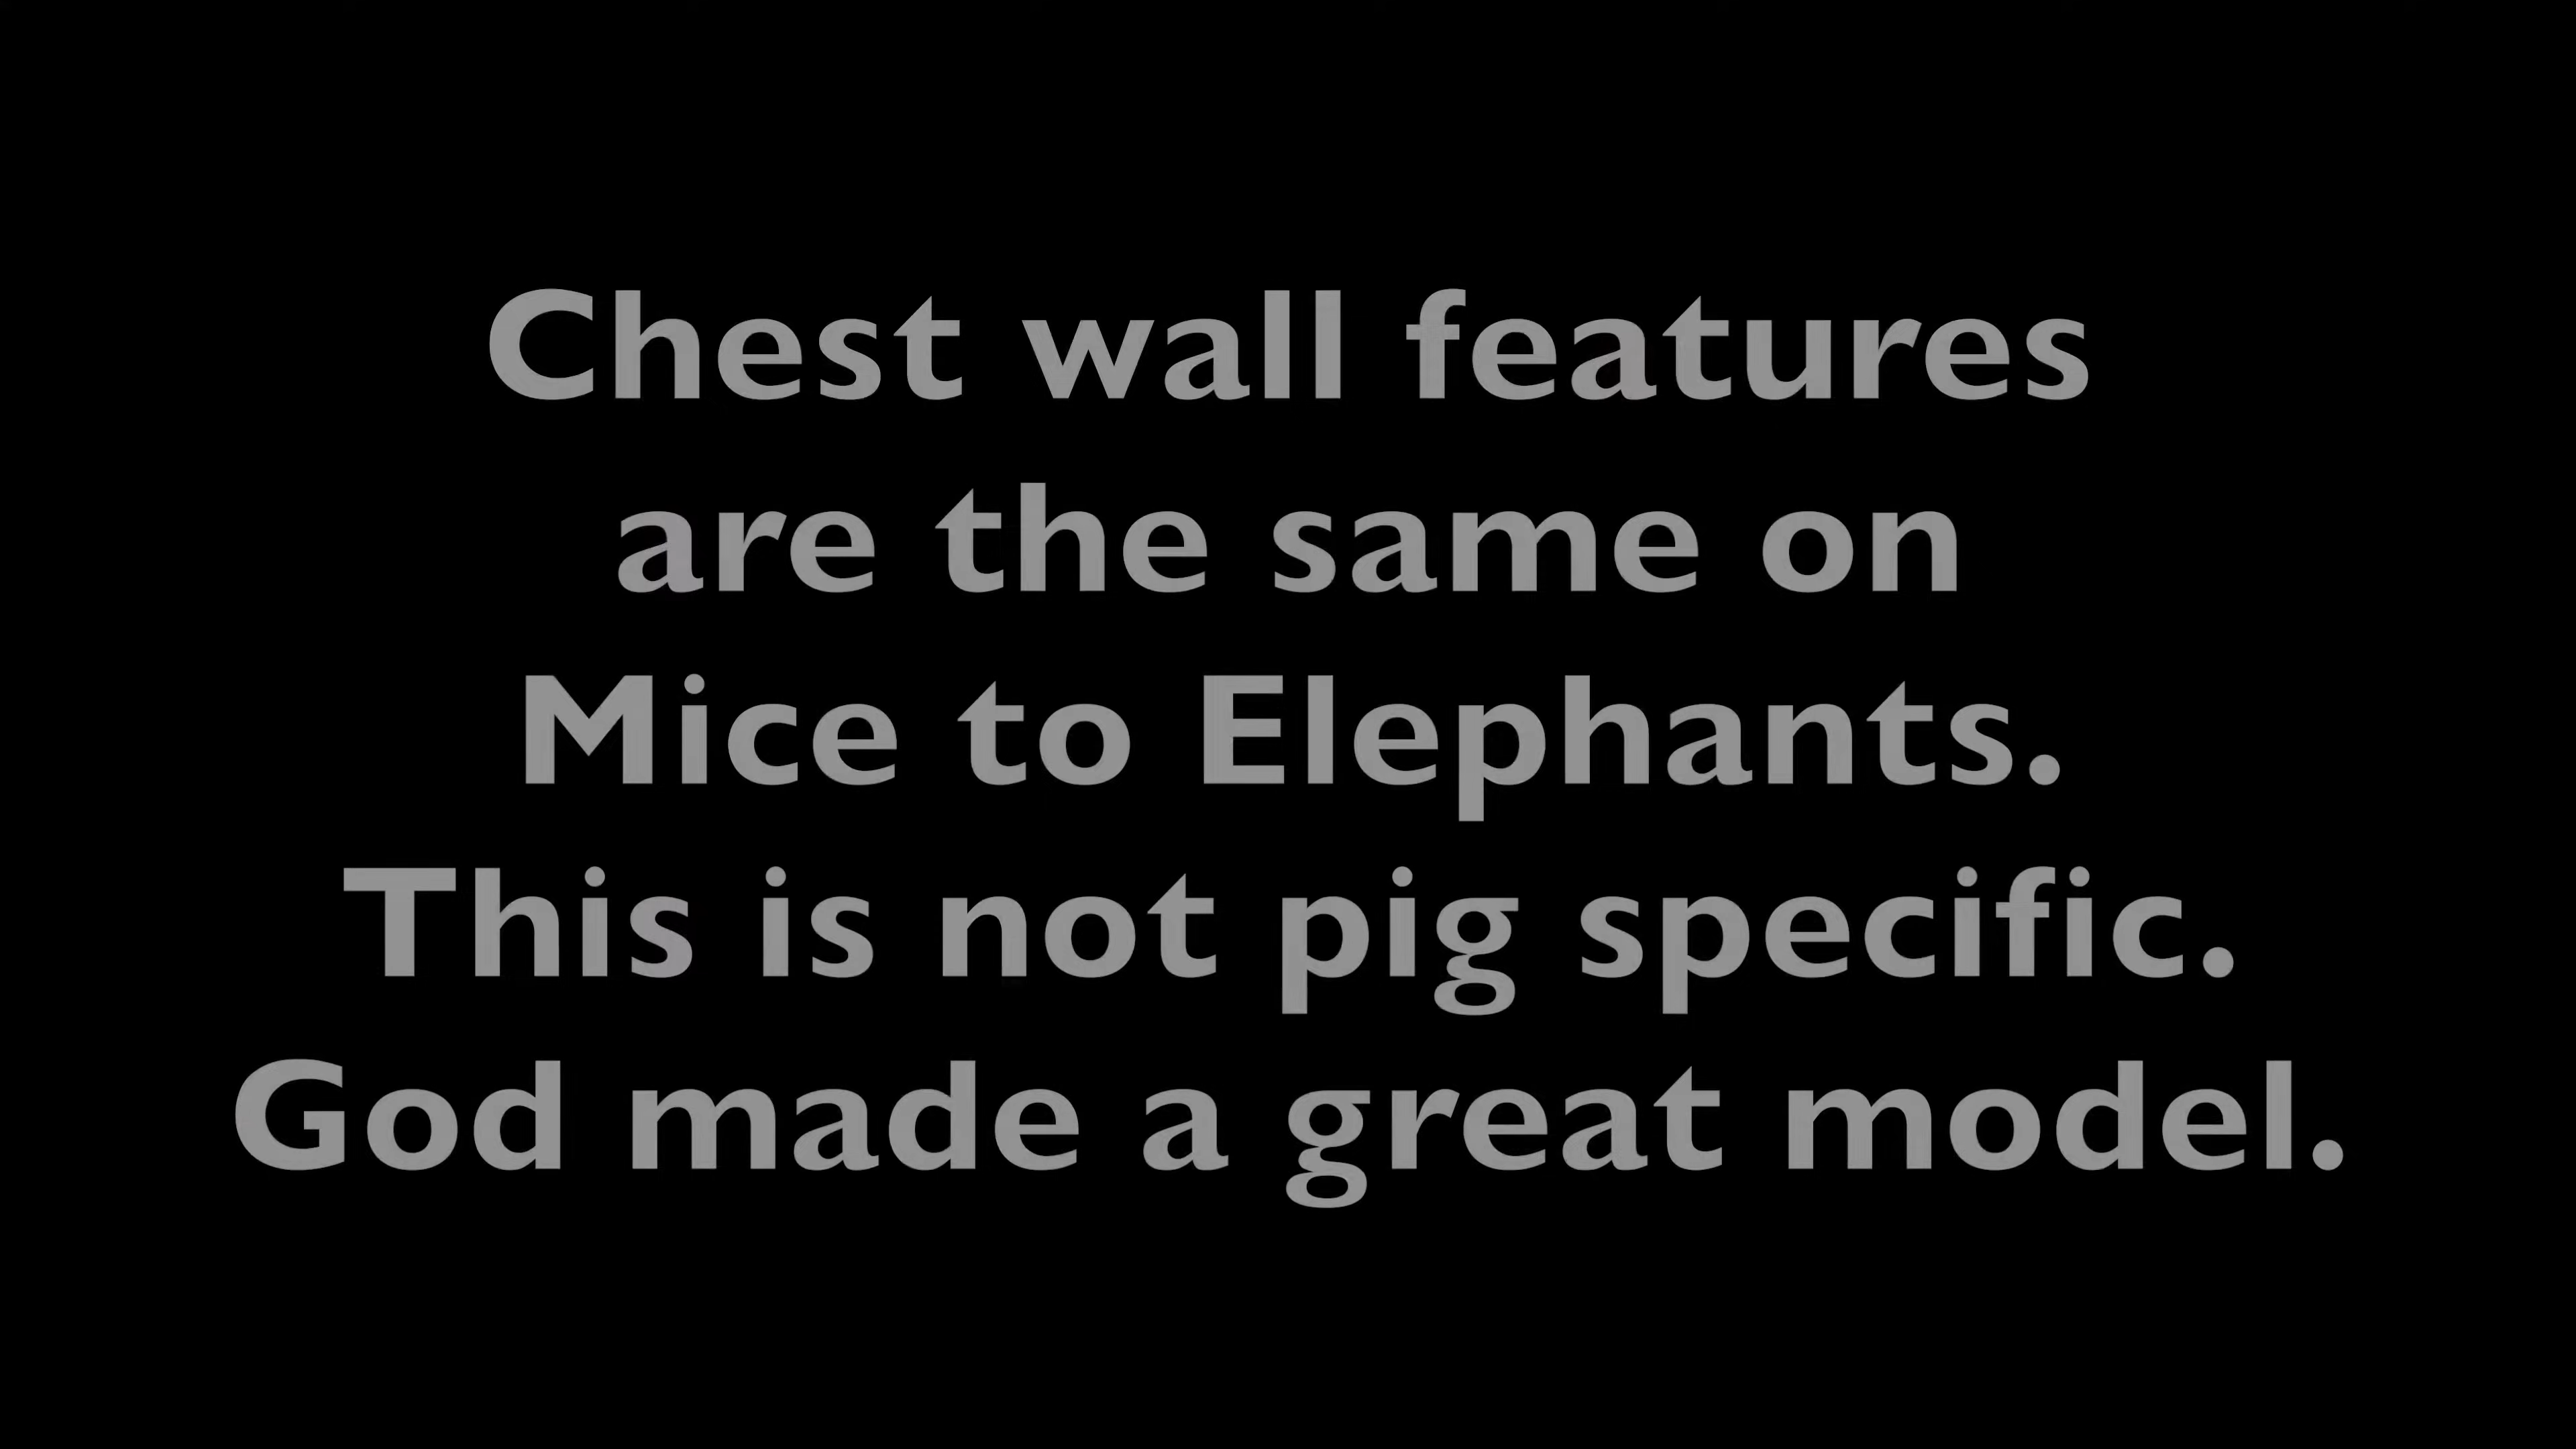 Chest wall features
are the same on
Mice to Elephants.
This is not pig specific.
God made a great model.